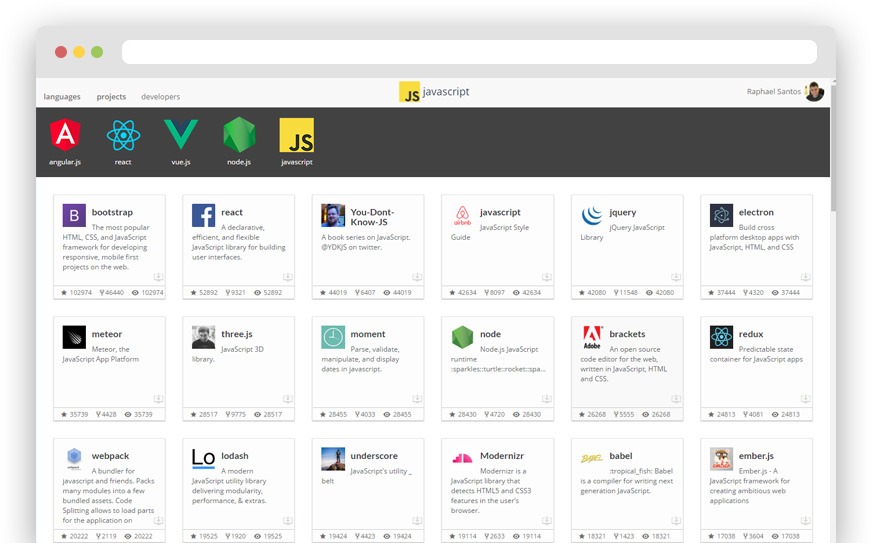 languages projects developers
JS javascript
Raphael Santos
A
JS
angular.js react vue.js node.js javascript
B bootstrap
The most popular
HTML, CSS, and JavaScript
framework for developing
responsive, mobile first
projects on the web.
102974 46440 102974
f react
A declarative,
efficient, and flexible
JavaScript library for building
user interfaces.
52892 9321 52892
You-Dont-
Know-JS
A book series on JavaScript.
@YDKJS on twitter.
44019 6407 44019
airbnb
javascript
JavaScript Style
Guide
42634 8097 42634
jquery
jQuery JavaScript
Library
42080 11548 42080
electron
Build cross
platform desktop apps with
JavaScript, HTML, and CSS
37444 4320 37444
meteor
Meteor, the
JavaScript App Platform
35739 4428 35739
three.js
JavaScript 3D
library.
28517 9775 28517
moment
Parse, validate,
manipulate, and display
dates in javascript.
28455 4033 28455
node
Node.js JavaScript
runtime
:sparkles::turtle::rocket::spa...
28430 4720 28430
Adobe
brackets
An open source
code editor for the web,
written in JavaScript, HTML
and CSS.
26268 5555 26268
redux
Predictable state
container for JavaScript apps
24813 4081 24813
webpack
A bundler for
javascript and friends. Packs
many modules into a few
bundled assets. Code
Splitting allows to load parts
for the application on
20222 2119 20222
Lo lodash
A modern
JavaScript utility library
delivering modularity,
performance, & extras.
19525 1920 19525
underscore
JavaScript's utility _
belt
19424 4423 19424
Modernizr
Modernizr is a
JavaScript library that
detects HTML5 and CSS3
features in the user's
browser.
19114 2633 19114
BABEL
babel
:tropical_fish: Babel
is a compiler for writing next
generation JavaScript.
18321 1423 18321
ember
ember.js
Ember.js - A
JavaScript framework for
creating ambitious web
applications
17038 3604 17038